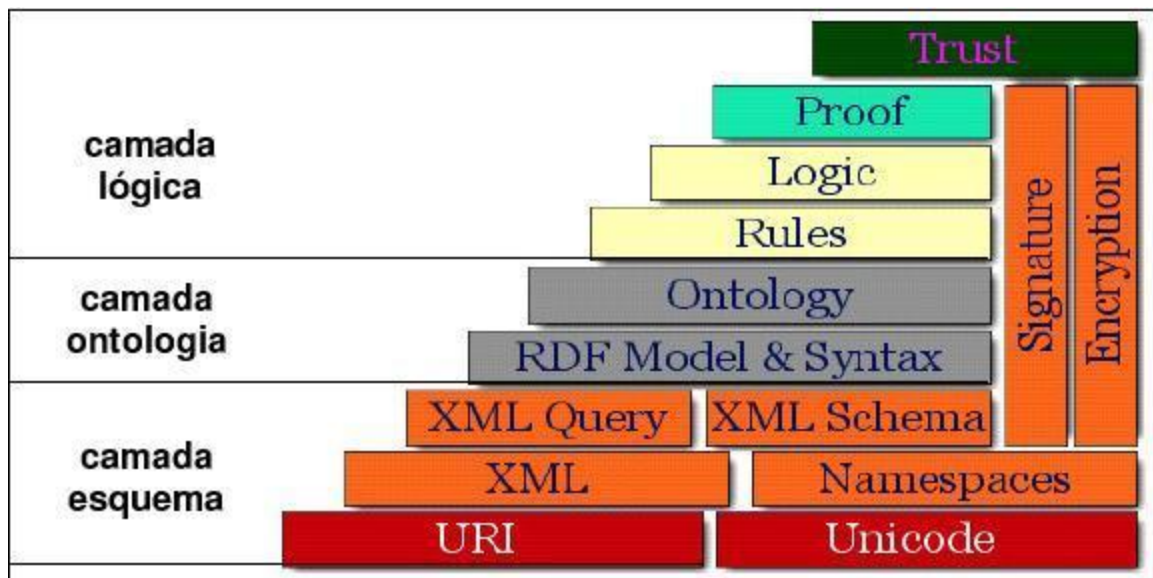 Trust
Proof
camada
lógica
Logic
Rules
Signature
Encryption
camada
ontologia
Ontology
RDF Model & Syntax
camada
esquema
XML Query
XML Schema
XML
Namespaces
URI
Unicode